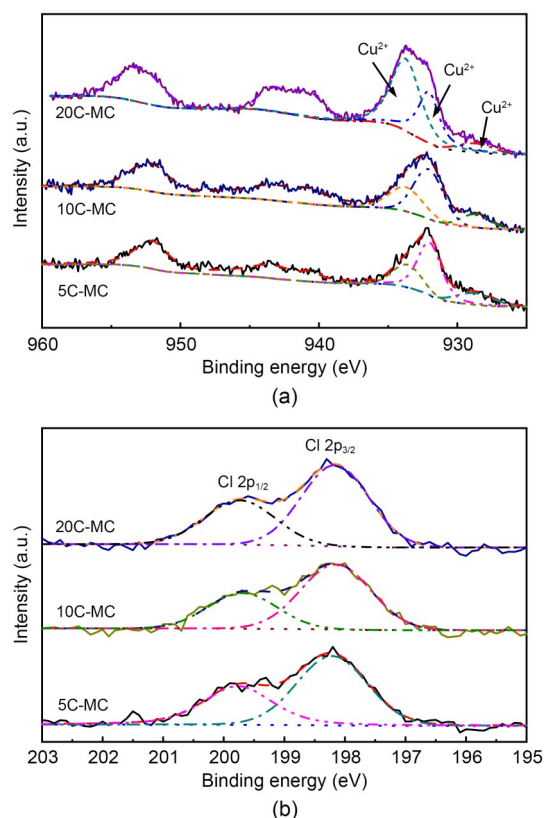 Cu²⁺
Cu²⁺
Cu²⁺
20C-MC
10C-MC
5C-MC
Intensity (a.u.)
960 950 940 930
Binding energy (eV)
(a)
Cl 2p₃/₂
Cl 2p₁/₂
20C-MC
10C-MC
5C-MC
Intensity (a.u.)
203 202 201 200 199 198 197 196 195
Binding energy (eV)
(b)